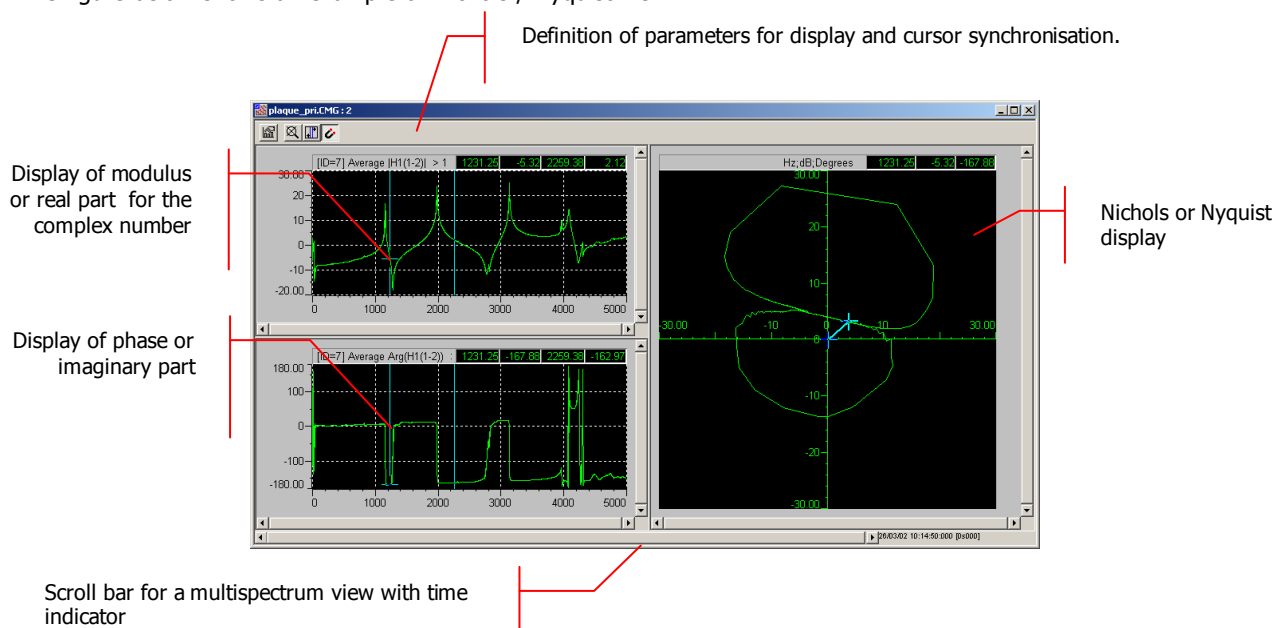 Definition of parameters for display and cursor synchronisation.
plaque_pri.CMG : 2
[ID=7] Average |H1(1-2)| > 1 1231.25 -5.32 2259.38 2.12
Hz;dB;Degrees 1231.25 -5.32 -167.88
Display of modulus
or real part for the
complex number
30.00
20
10
0
-10
-20.00
0 1000 2000 3000 4000 5000
Nichols or Nyquist
display
Display of phase or
imaginary part
[ID=7] Average Arg(H1(1-2)) : 1231.25 -167.88 2259.38 -162.97
180.00
100
0
-100
-180.00
0 1000 2000 3000 4000 5000
30.00
20
10
-30.00 -10 0 10 30.00
0
-10
-20
-30.00
26/03/02 10:14:50:000 [0s000]
Scroll bar for a multispectrum view with time
indicator